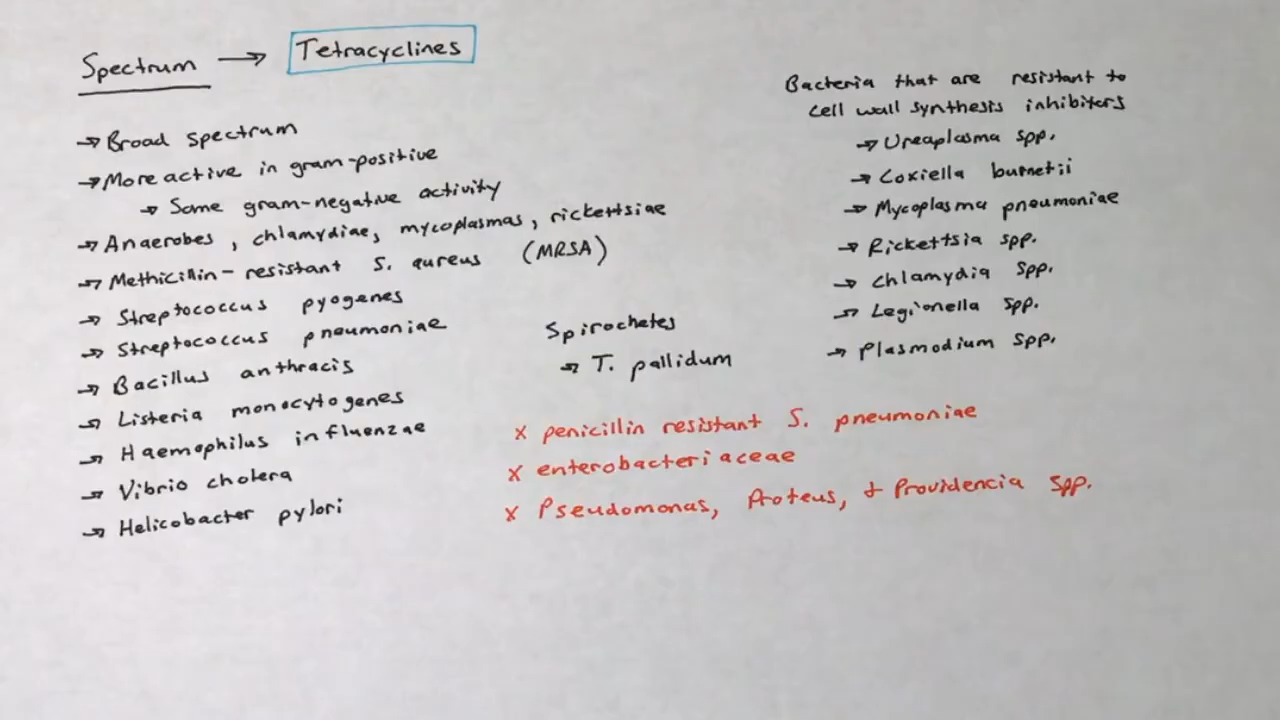 Spectrum → Tetracyclines
→ Broad spectrum
→ More active in gram-positive
→ Some gram-negative activity
→ Anaerobes, chlamydiae, mycoplasmas, rickettsiae
→ Methicillin-resistant S. aureus (MRSA)
→ Streptococcus pyogenes
→ Streptococcus pneumoniae
→ Bacillus anthracis
→ Listeria monocytogenes
→ Haemophilus influenzae
→ Vibrio cholera
→ Helicobacter pylori
Spirochetes
→ T. pallidum
Bacteria that are resistant to
cell wall synthesis inhibitors
→ Ureaplasma spp.
→ Coxiella burnetii
→ Mycoplasma pneumoniae
→ Rickettsia spp.
→ Chlamydia spp.
→ Legionella spp.
→ Plasmodium spp.
x penicillin resistant S. pneumoniae
x enterobacteriaceae
x Pseudomonas, Proteus, + Providencia spp.